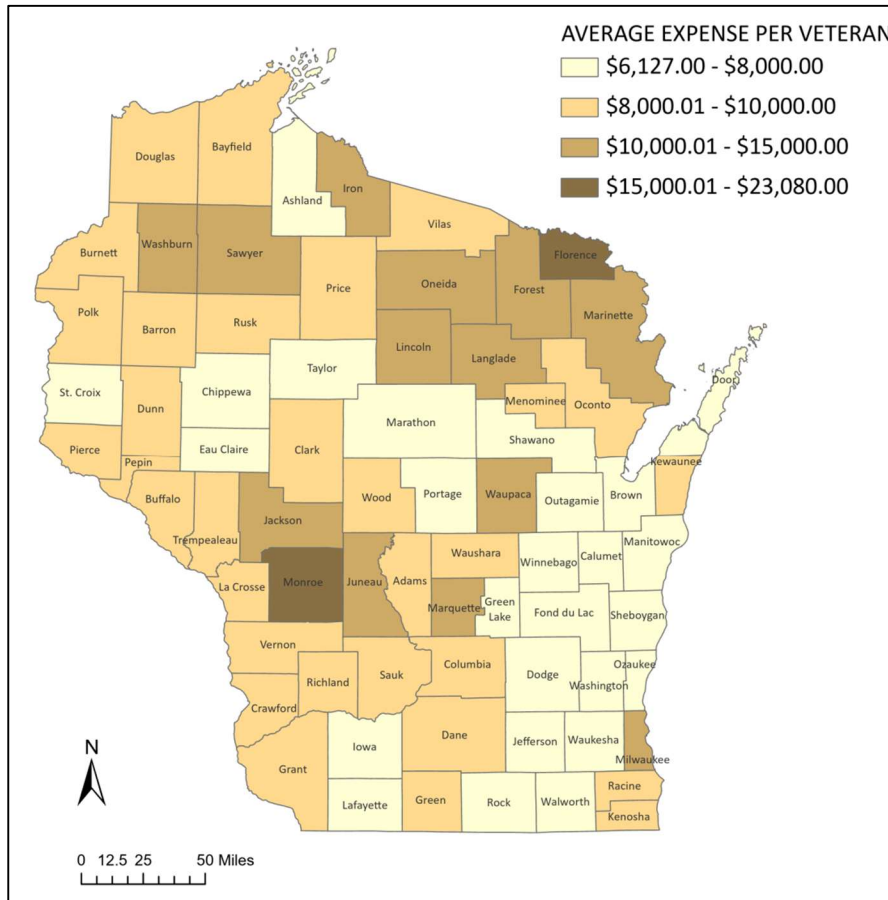 AVERAGE EXPENSE PER VETERAN
$6,127.00 - $8,000.00
$8,000.01 - $10,000.00
$10,000.01 - $15,000.00
$15,000.01 - $23,080.00
Douglas
Bayfield
Ashland
Iron
Vilas
Burnett
Washburn
Sawyer
Price
Oneida
Forest
Florence
Marinette
Polk
Barron
Rusk
Lincoln
Langlade
St. Croix
Dunn
Chippewa
Taylor
Marathon
Menominee
Oconto
Door
Pierce
Pepin
Eau Claire
Clark
Shawano
Kewaunee
Buffalo
Trempealeau
Jackson
Wood
Portage
Waupaca
Outagamie
Brown
La Crosse
Monroe
Juneau
Adams
Waushara
Winnebago
Calumet
Manitowoc
Marquette
Green
Lake
Fond du Lac
Sheboygan
Vernon
Richland
Sauk
Columbia
Dodge
Washington
Ozaukee
Crawford
Grant
Iowa
Dane
Jefferson
Waukesha
Milwaukee
Lafayette
Green
Rock
Walworth
Racine
Kenosha
N
0 12.5 25 50 Miles